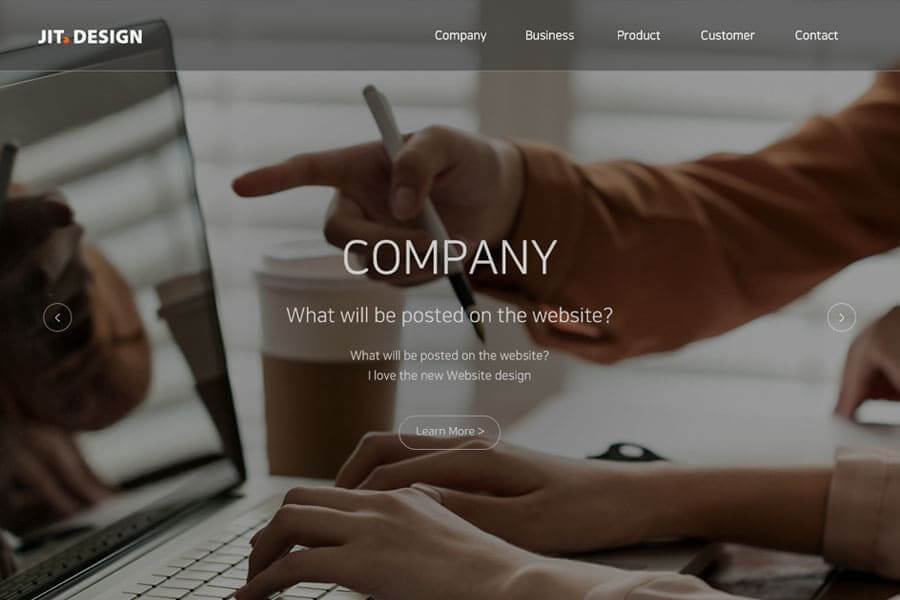 JIT. DESIGN
Company Business Product Customer Contact
COMPANY
What will be posted on the website?
What will be posted on the website?
I love the new Website design
Learn More >